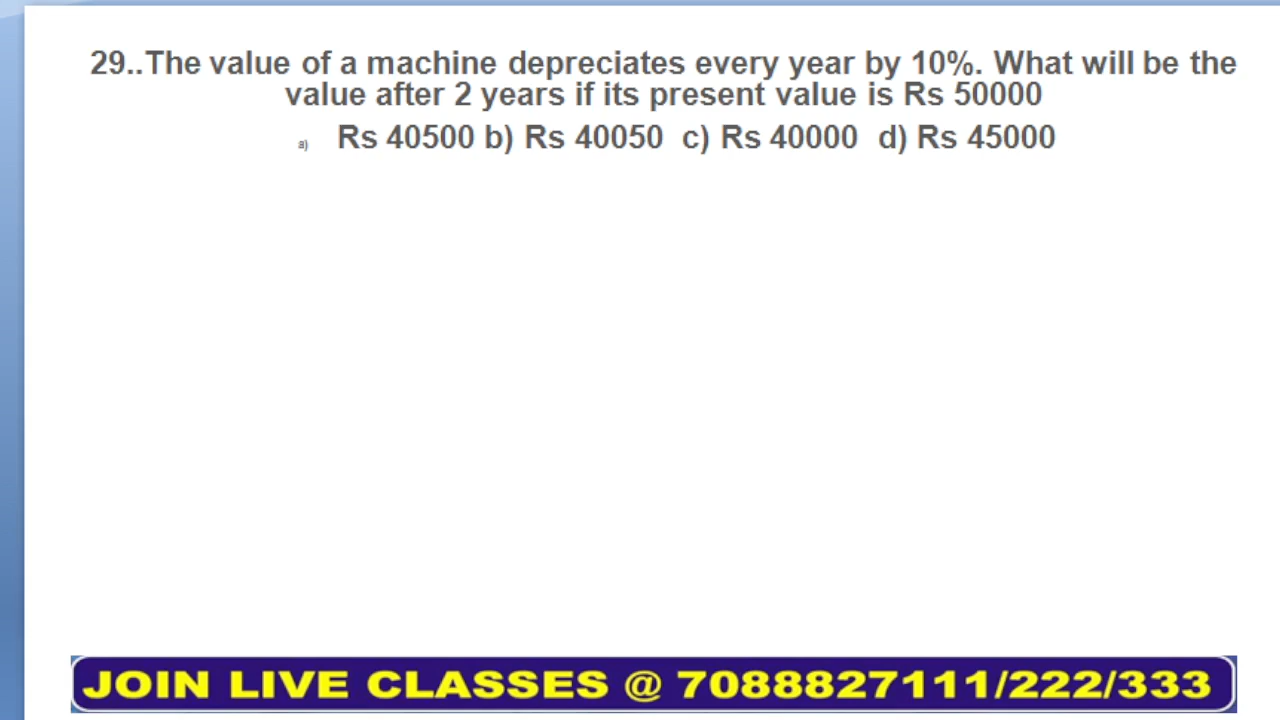 29..The value of a machine depreciates every year by 10%. What will be the
value after 2 years if its present value is Rs 50000
a) Rs 40500 b) Rs 40050 c) Rs 40000 d) Rs 45000
JOIN LIVE CLASSES @ 7088827111/222/333